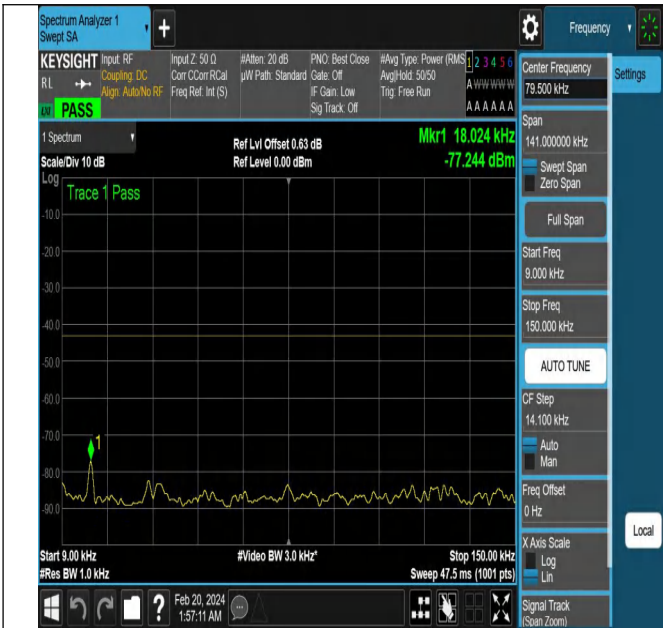 Spectrum Analyzer 1
Swept SA
+
Frequency
KEYSIGHT
Input: RF
Coupling: DC
Align: Auto/No RF
Input Z: 50 Ω
Corr CCorr RCal
Freq Ref: Int (S)
#Atten: 20 dB
µW Path: Standard
PNO: Best Close
Gate: Off
IF Gain: Low
Sig Track: Off
#Avg Type: Power (RMS
Avg|Hold: 50/50
Trig: Free Run
1 2 3 4 5 6
A W W W W W
A A A A A A
R L
LXI
PASS
1 Spectrum
Scale/Div 10 dB
Ref Lvl Offset 0.63 dB
Ref Level 0.00 dBm
Mkr1 18.024 kHz
-77.244 dBm
Log
Trace 1 Pass
-10.0
-20.0
-30.0
-40.0
-50.0
-60.0
-70.0
-80.0
-90.0
1
Start 9.00 kHz
#Res BW 1.0 kHz
#Video BW 3.0 kHz*
Stop 150.00 kHz
Sweep 47.5 ms (1001 pts)
Center Frequency
79.500 kHz
Settings
Span
141.000000 kHz
Swept Span
Zero Span
Full Span
Start Freq
9.000 kHz
Stop Freq
150.000 kHz
AUTO TUNE
CF Step
14.100 kHz
Auto
Man
Freq Offset
0 Hz
Local
X Axis Scale
Log
Lin
Signal Track
(Span Zoom)
?
Feb 20, 2024
1:57:11 AM